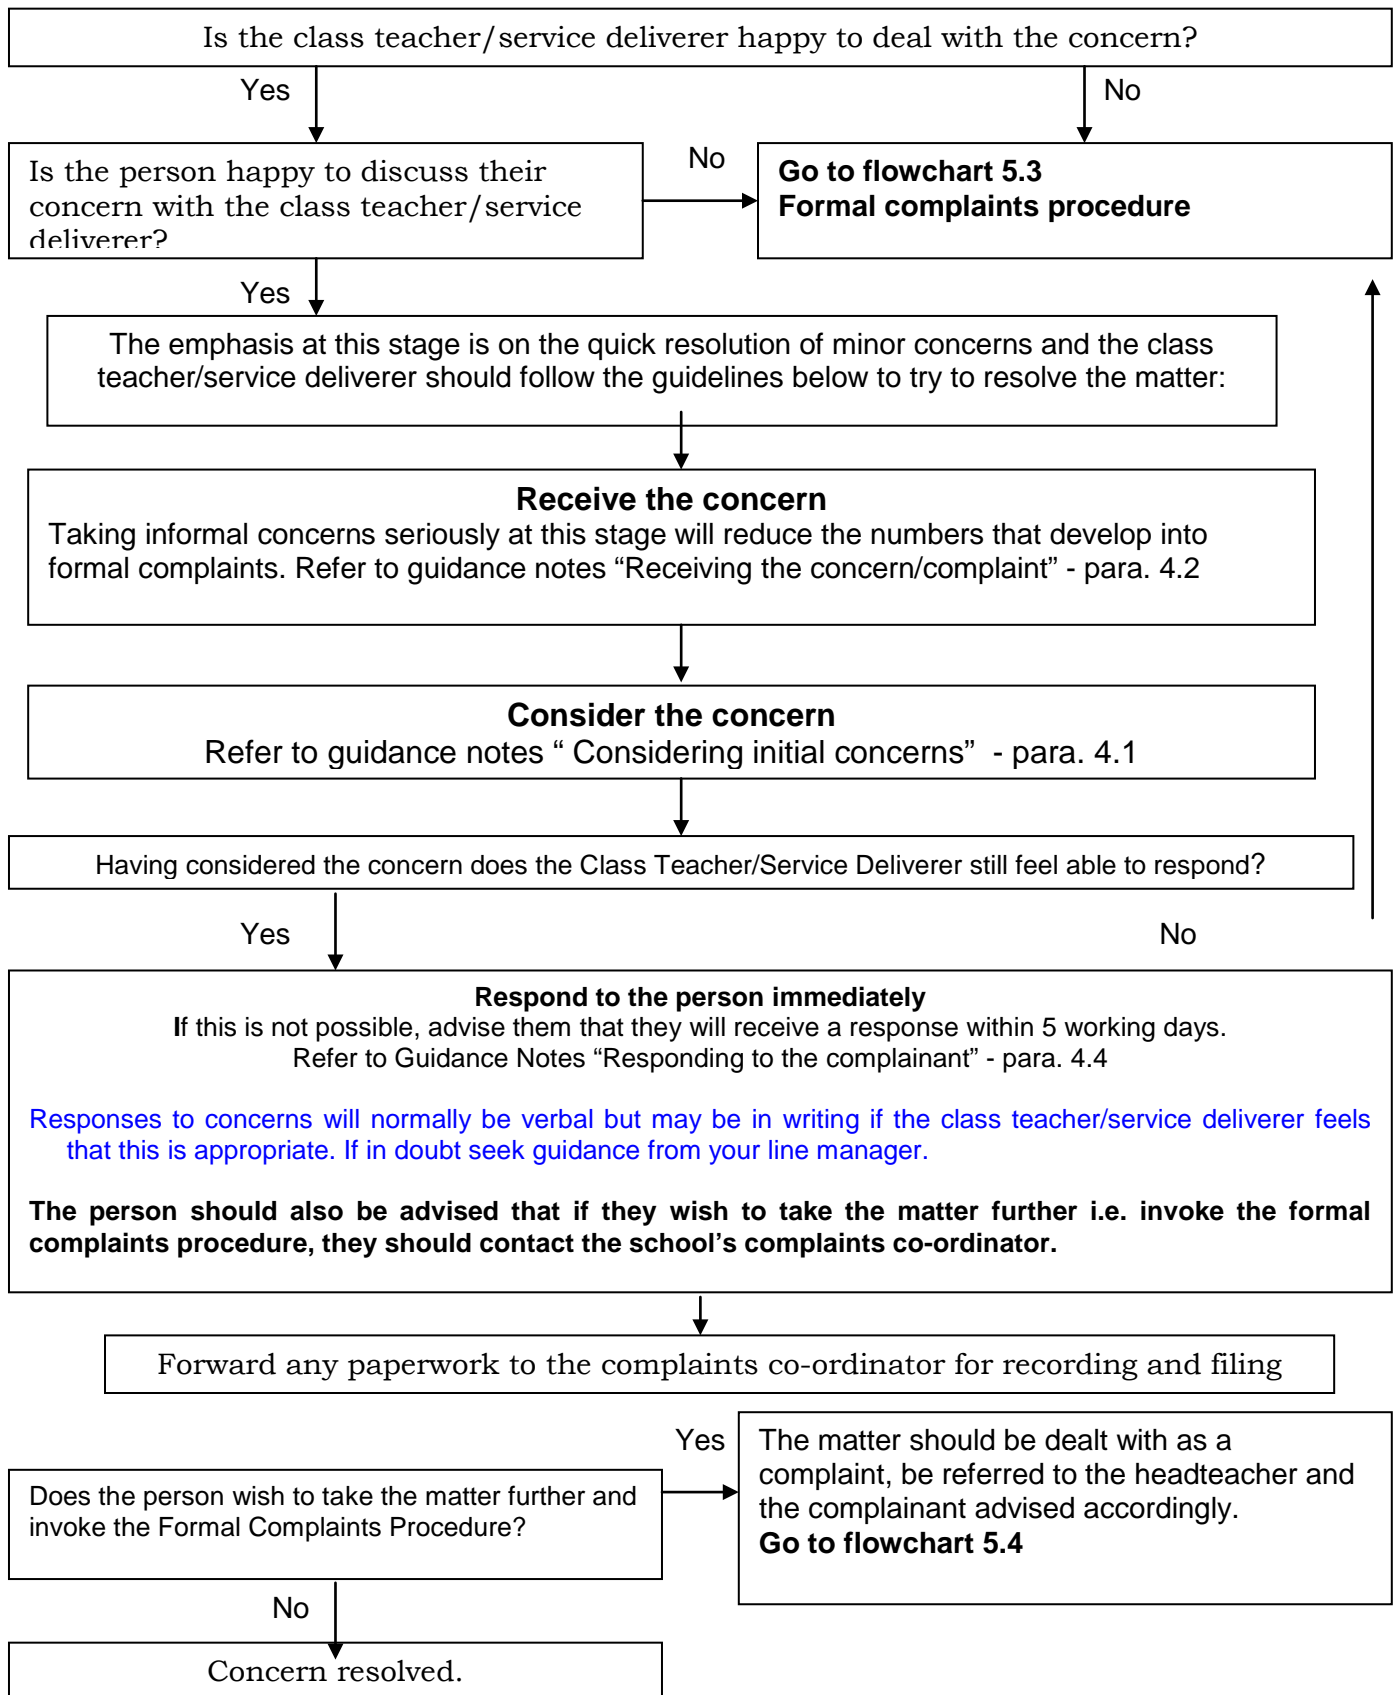 Is the class teacher/service deliverer happy to deal with the concern?
Yes
No
Is the person happy to discuss their
concern with the class teacher/service
deliverer?
No
Go to flowchart 5.3
Formal complaints procedure
Yes
The emphasis at this stage is on the quick resolution of minor concerns and the class
teacher/service deliverer should follow the guidelines below to try to resolve the matter:
Receive the concern
Taking informal concerns seriously at this stage will reduce the numbers that develop into
formal complaints. Refer to guidance notes “Receiving the concern/complaint” - para. 4.2
Consider the concern
Refer to guidance notes “ Considering initial concerns” - para. 4.1
Having considered the concern does the Class Teacher/Service Deliverer still feel able to respond?
Yes
No
Respond to the person immediately
If this is not possible, advise them that they will receive a response within 5 working days.
Refer to Guidance Notes “Responding to the complainant” - para. 4.4
Responses to concerns will normally be verbal but may be in writing if the class teacher/service deliverer feels
that this is appropriate. If in doubt seek guidance from your line manager.
The person should also be advised that if they wish to take the matter further i.e. invoke the formal
complaints procedure, they should contact the school’s complaints co-ordinator.
Forward any paperwork to the complaints co-ordinator for recording and filing
Does the person wish to take the matter further and
invoke the Formal Complaints Procedure?
Yes
The matter should be dealt with as a
complaint, be referred to the headteacher and
the complainant advised accordingly.
Go to flowchart 5.4
No
Concern resolved.